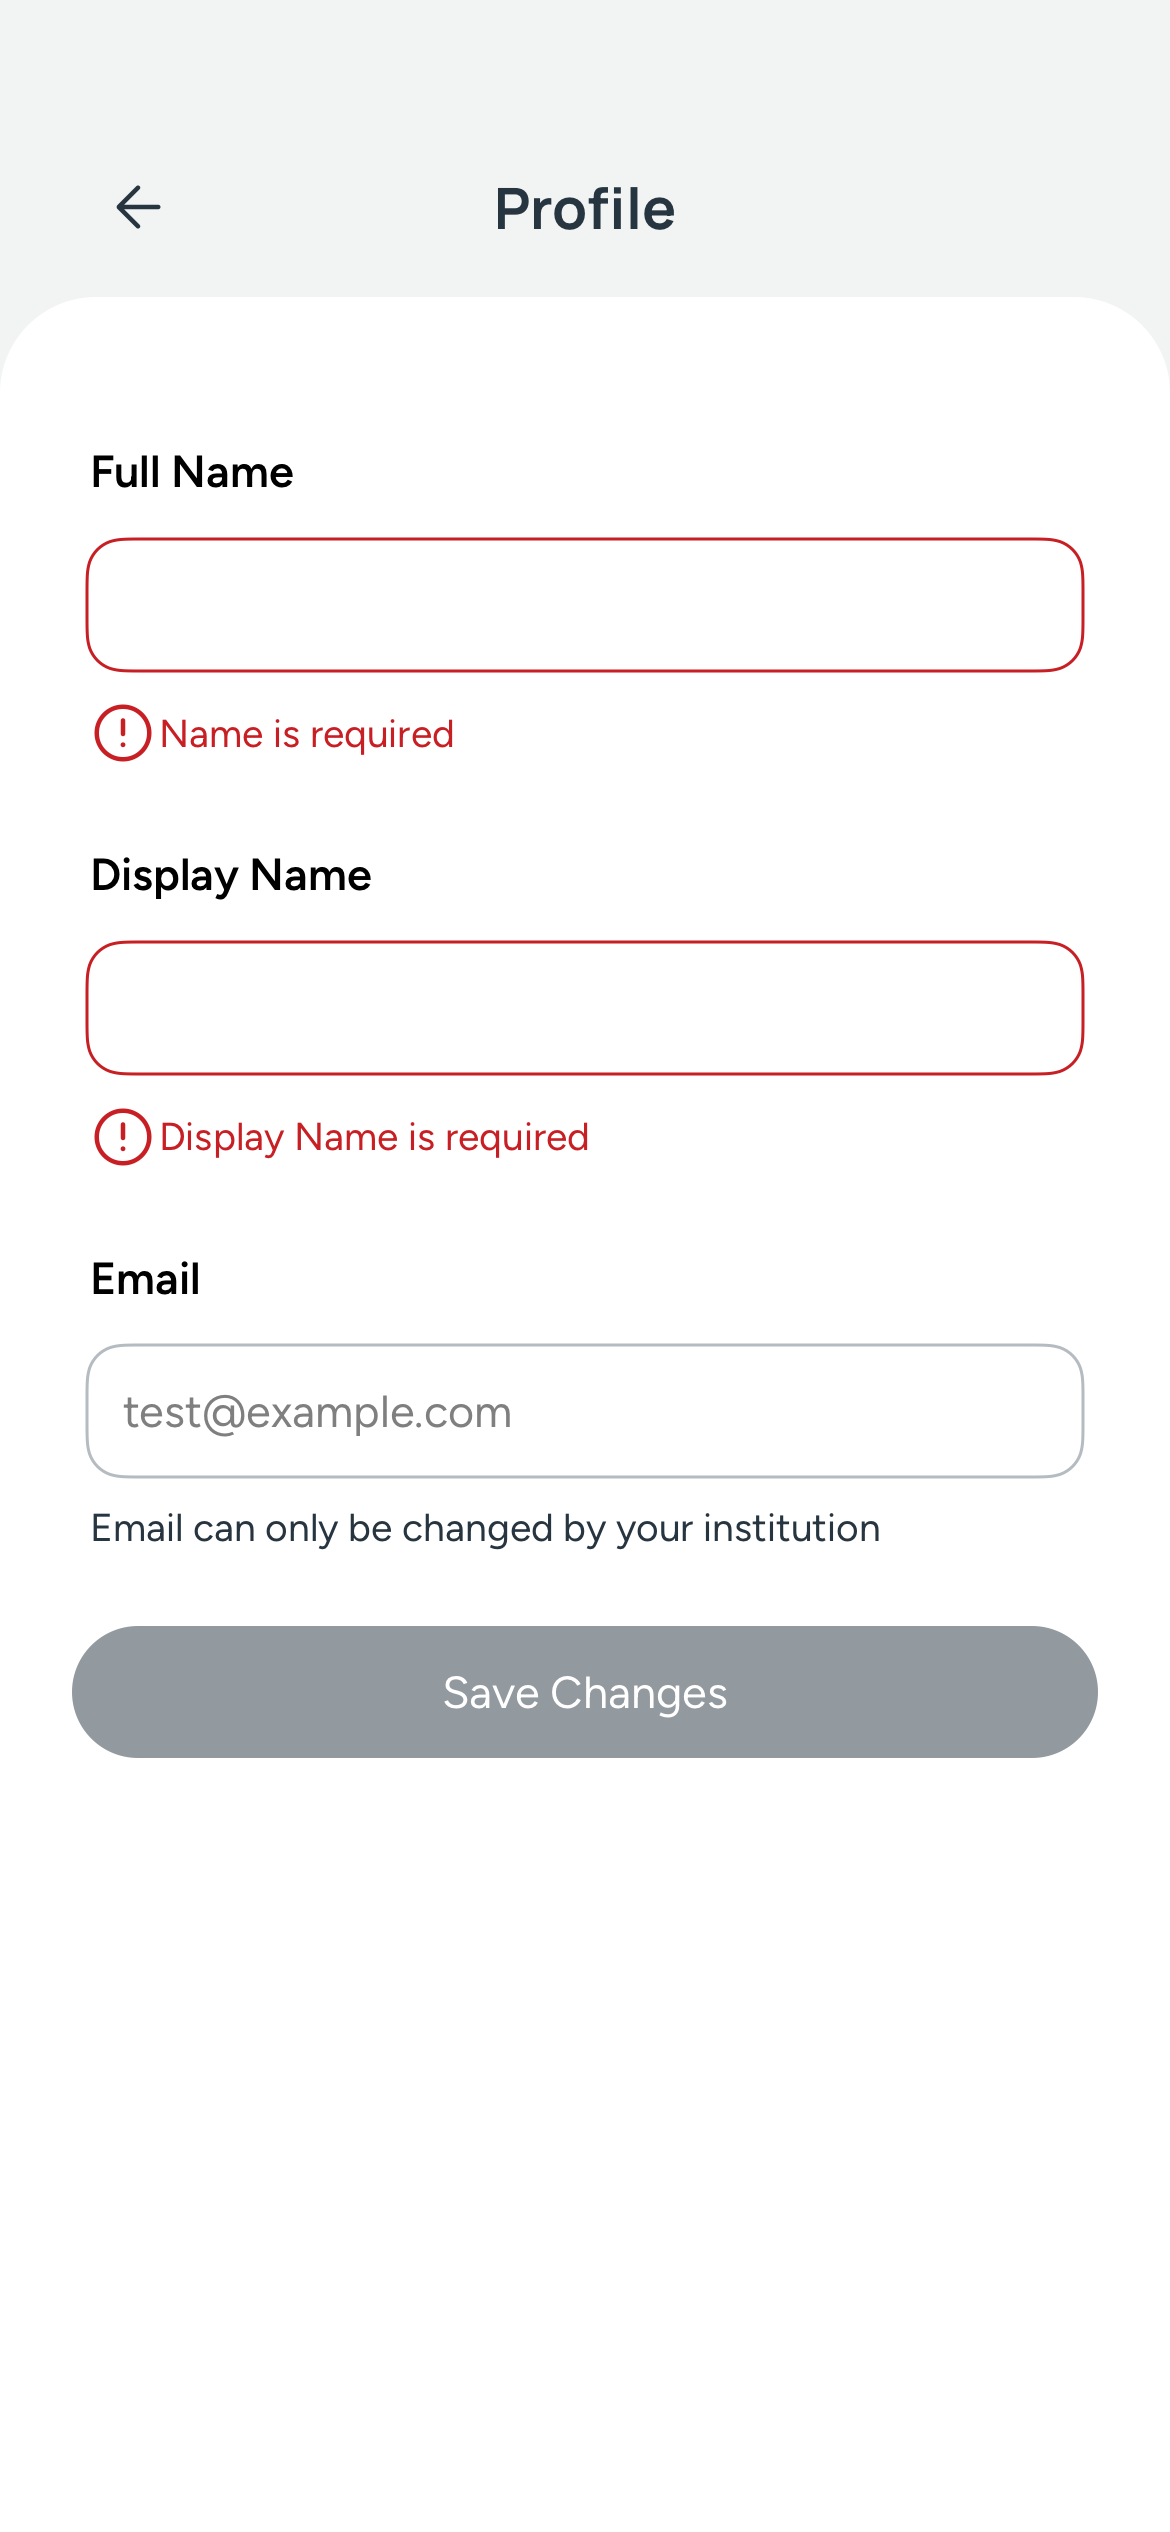 Profile
Full Name
Name is required
Display Name
Display Name is required
Email
test@example.com
Email can only be changed by your institution
Save Changes